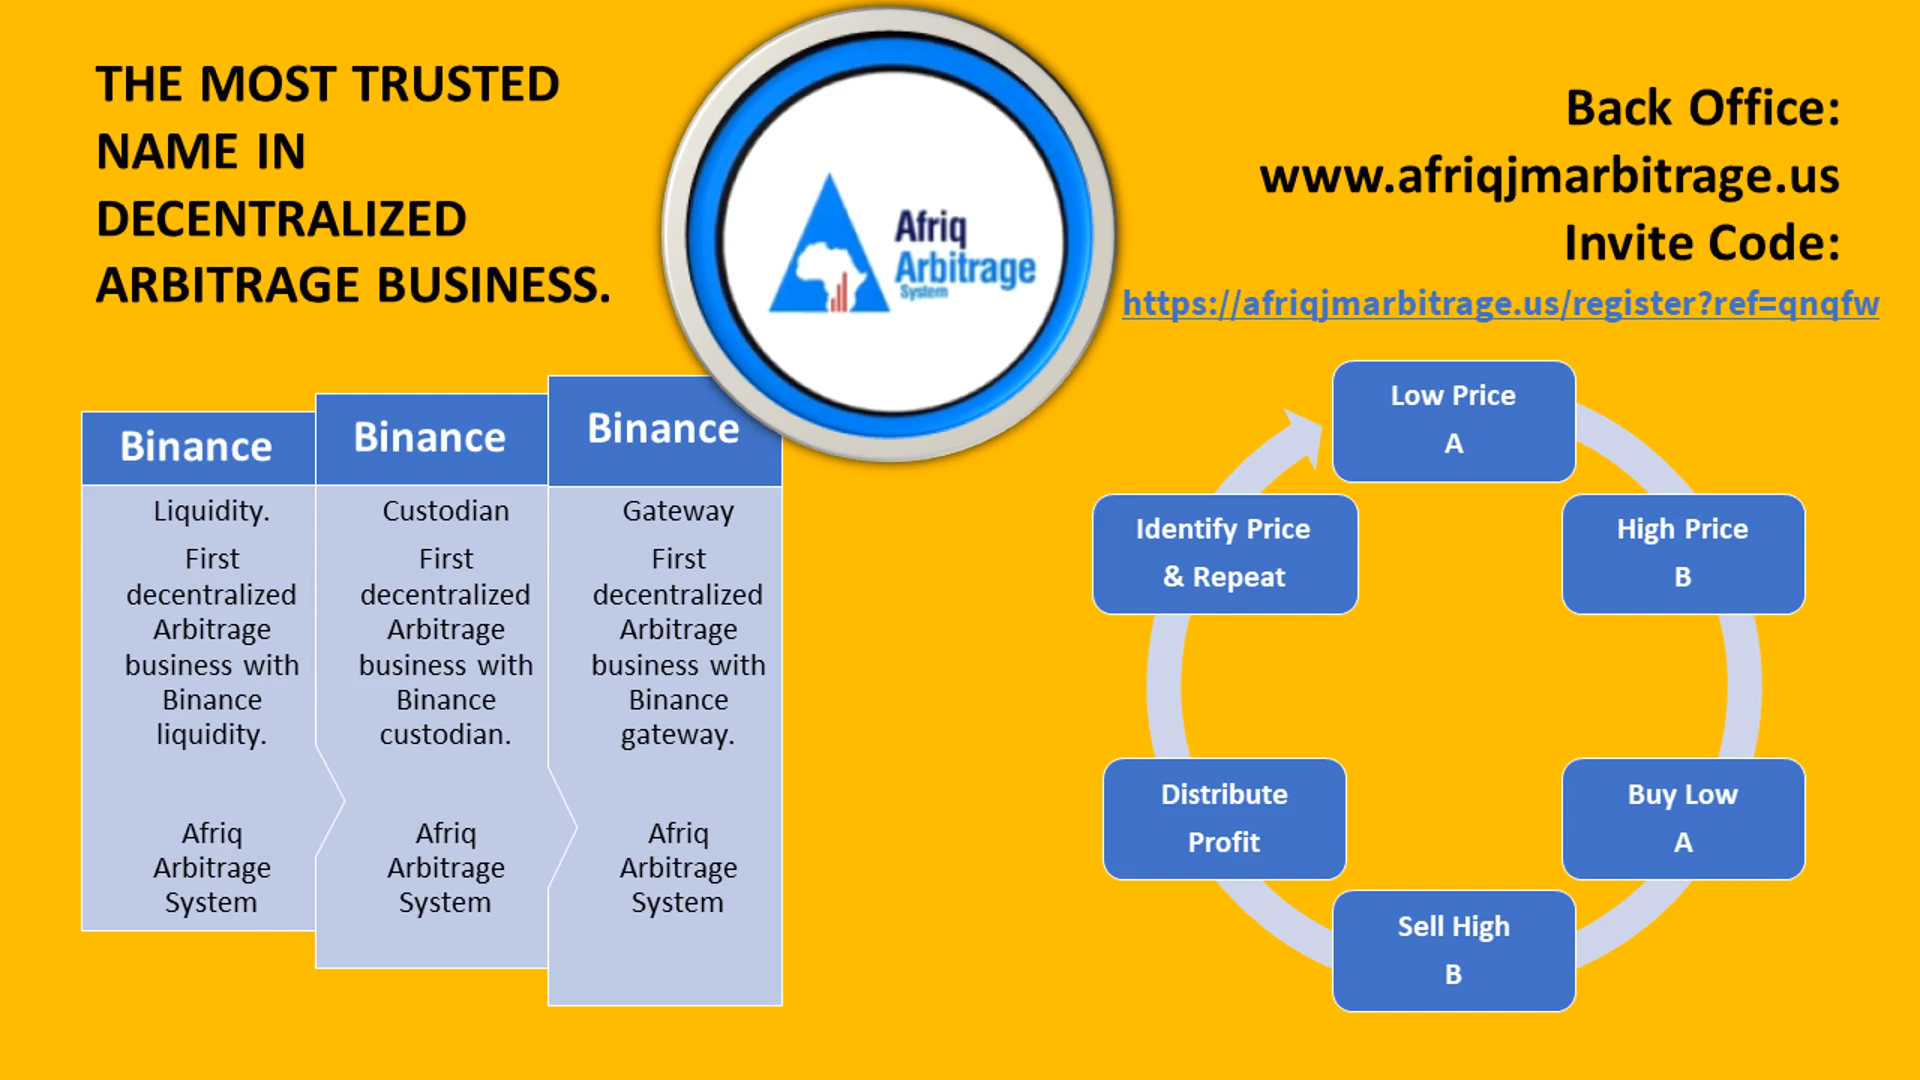 THE MOST TRUSTED
NAME IN
DECENTRALIZED
ARBITRAGE BUSINESS.
Afriq
Arbitrage
System
Back Office:
www.afriqjmarbitrage.us
Invite Code:
https://afriqjmarbitrage.us/register?ref=qnqfw
Binance
Liquidity.
First
decentralized
Arbitrage
business with
Binance
liquidity.
Afriq
Arbitrage
System
Binance
Custodian
First
decentralized
Arbitrage
business with
Binance
custodian.
Afriq
Arbitrage
System
Binance
Gateway
First
decentralized
Arbitrage
business with
Binance
gateway.
Afriq
Arbitrage
System
Low Price
A
High Price
B
Buy Low
A
Sell High
B
Distribute
Profit
Identify Price
& Repeat